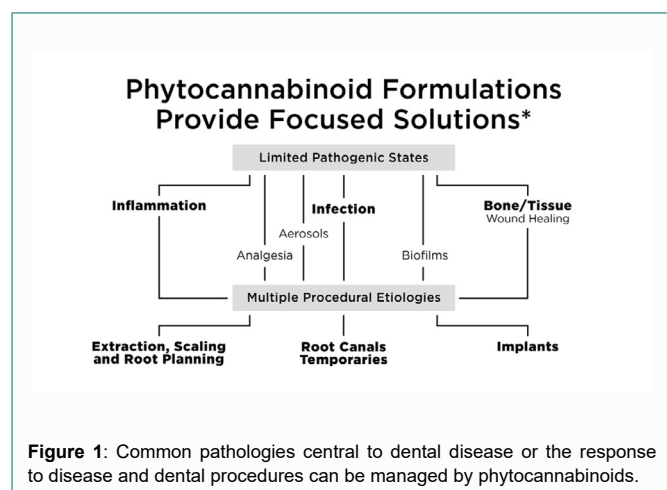 Phytocannabinoid Formulations
Provide Focused Solutions*
Limited Pathogenic States
Inflammation
Infection
Bone/Tissue
Wound Healing
Aerosols
Analgesia
Biofilms
Multiple Procedural Etiologies
Extraction, Scaling
and Root Planning
Root Canals
Temporaries
Implants
Figure 1: Common pathologies central to dental disease or the response
to disease and dental procedures can be managed by phytocannabinoids.